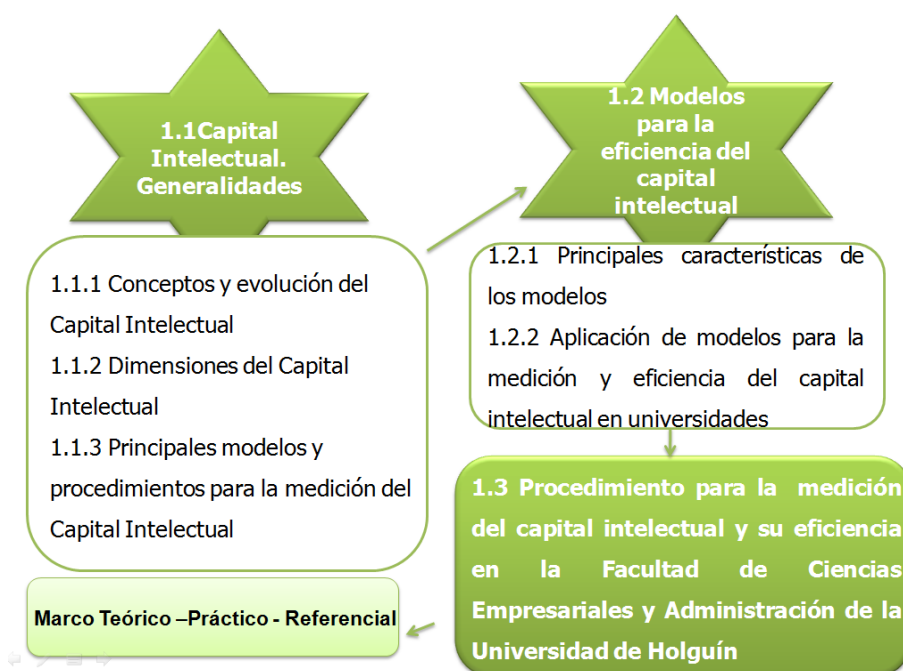 1.1Capital
Intelectual.
Generalidades
1.1.1 Conceptos y evolución del
Capital Intelectual
1.1.2 Dimensiones del Capital
Intelectual
1.1.3 Principales modelos y
procedimientos para la medición del
Capital Intelectual
1.2 Modelos
para la
eficiencia del
capital
intelectual
1.2.1 Principales características de
los modelos
1.2.2 Aplicación de modelos para la
medición y eficiencia del capital
intelectual en universidades
1.3 Procedimiento para la medición
del capital intelectual y su eficiencia
en la Facultad de Ciencias
Empresariales y Administración de la
Universidad de Holguín
Marco Teórico –Práctico - Referencial